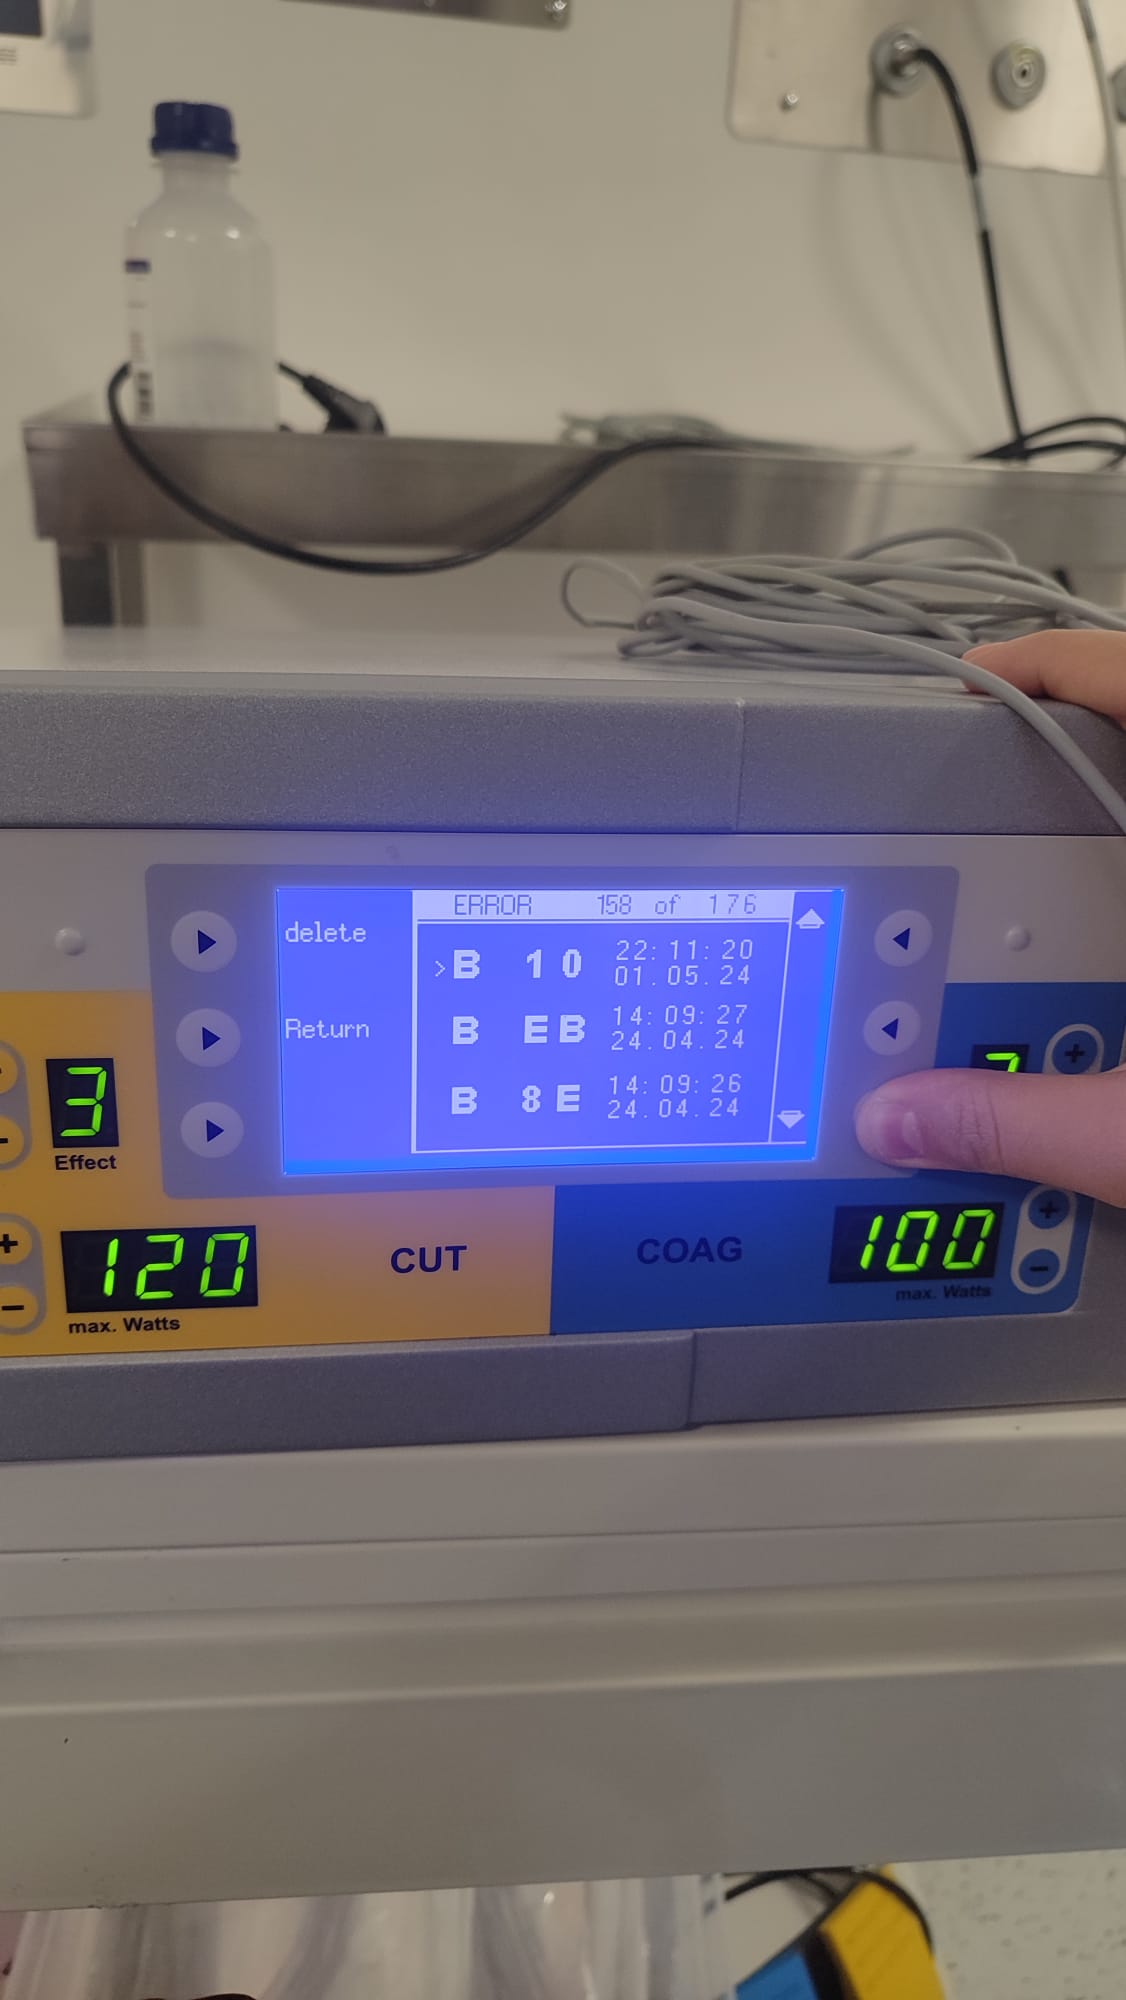 ERROR 158 of 176
delete
>B 10 22:11:20
01.05.24
Return
B EB 14:09:27
24.04.24
B 8E 14:09:26
24.04.24
3
Effect
120
max. Watts
CUT
COAG
100
max. Watts